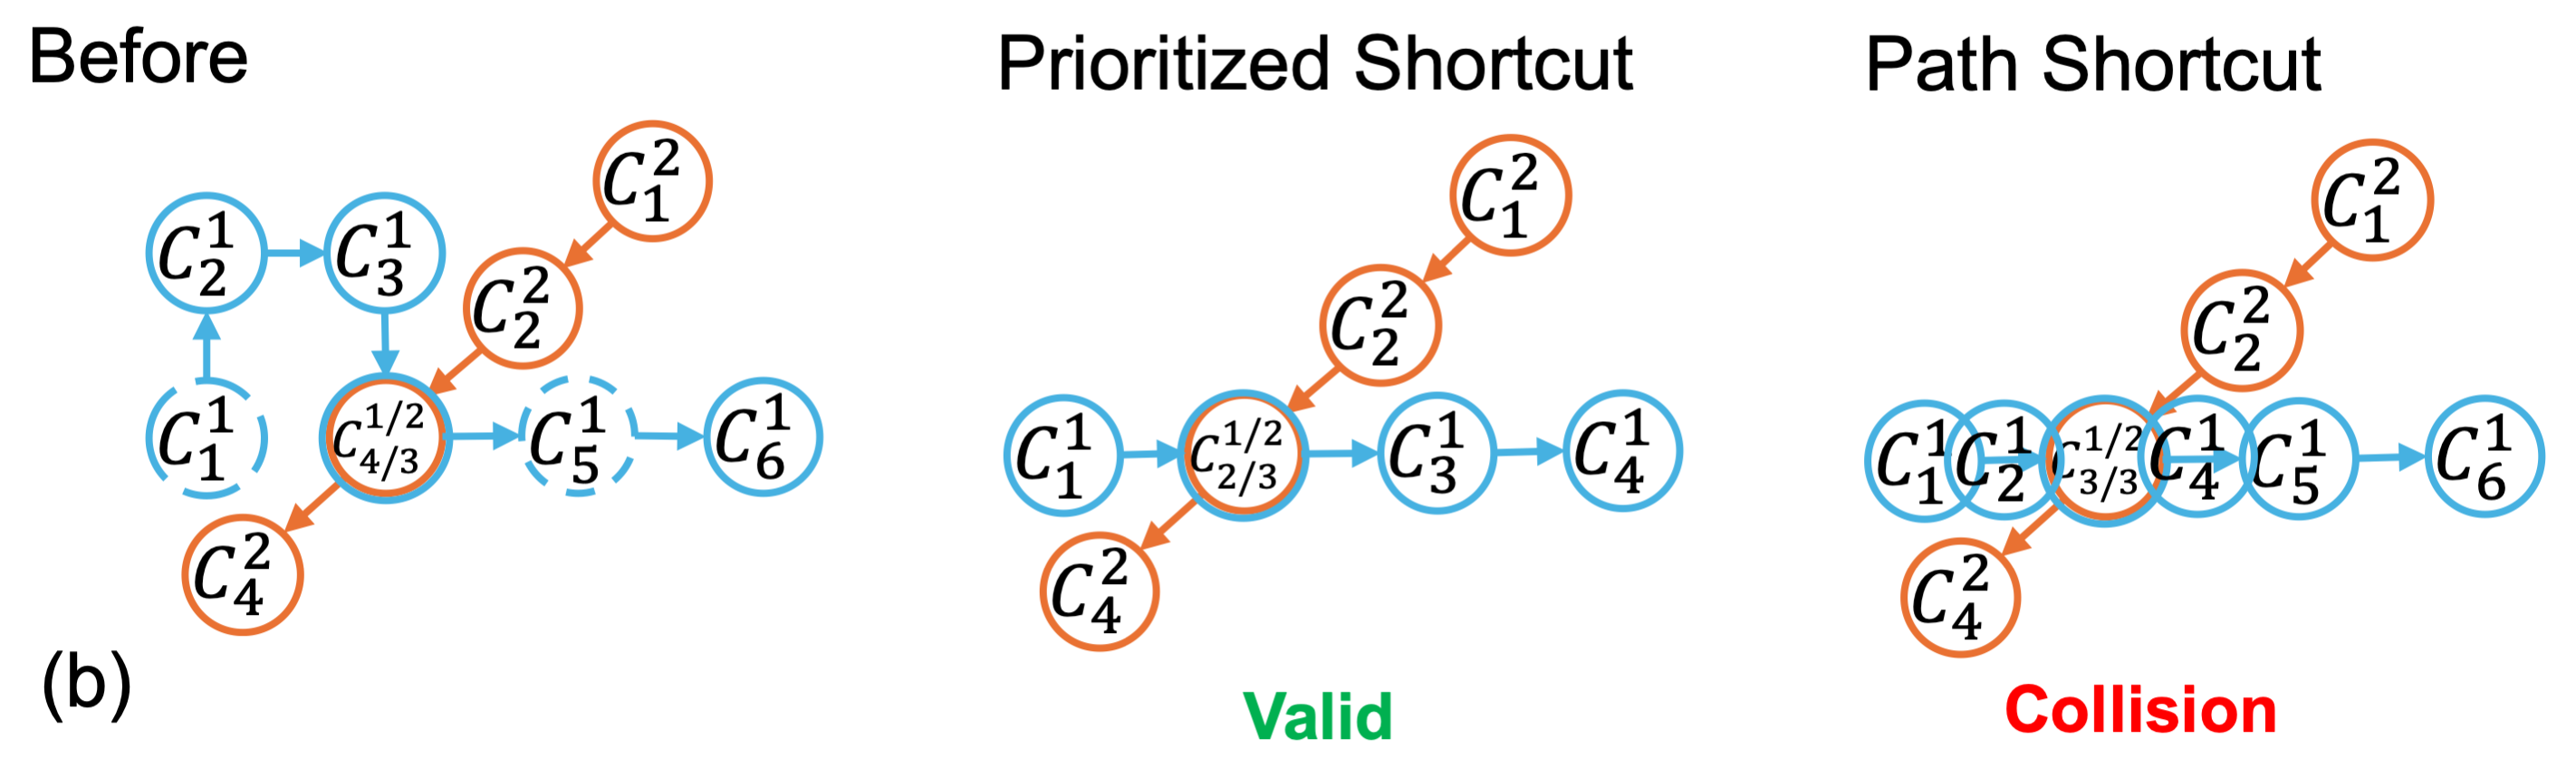 Before
Prioritized Shortcut
Path Shortcut
C_1^2
C_2^1
C_3^1
C_2^2
C_1^1
C_{4/3}^{1/2}
C_5^1
C_6^1
C_4^2
C_1^2
C_2^2
C_1^1
C_{2/3}^{1/2}
C_3^1
C_4^1
C_4^2
C_1^2
C_2^2
C_1^1
C_2^1
C_{3/3}^{1/2}
C_4^1
C_5^1
C_6^1
C_4^2
(b)
Valid
Collision